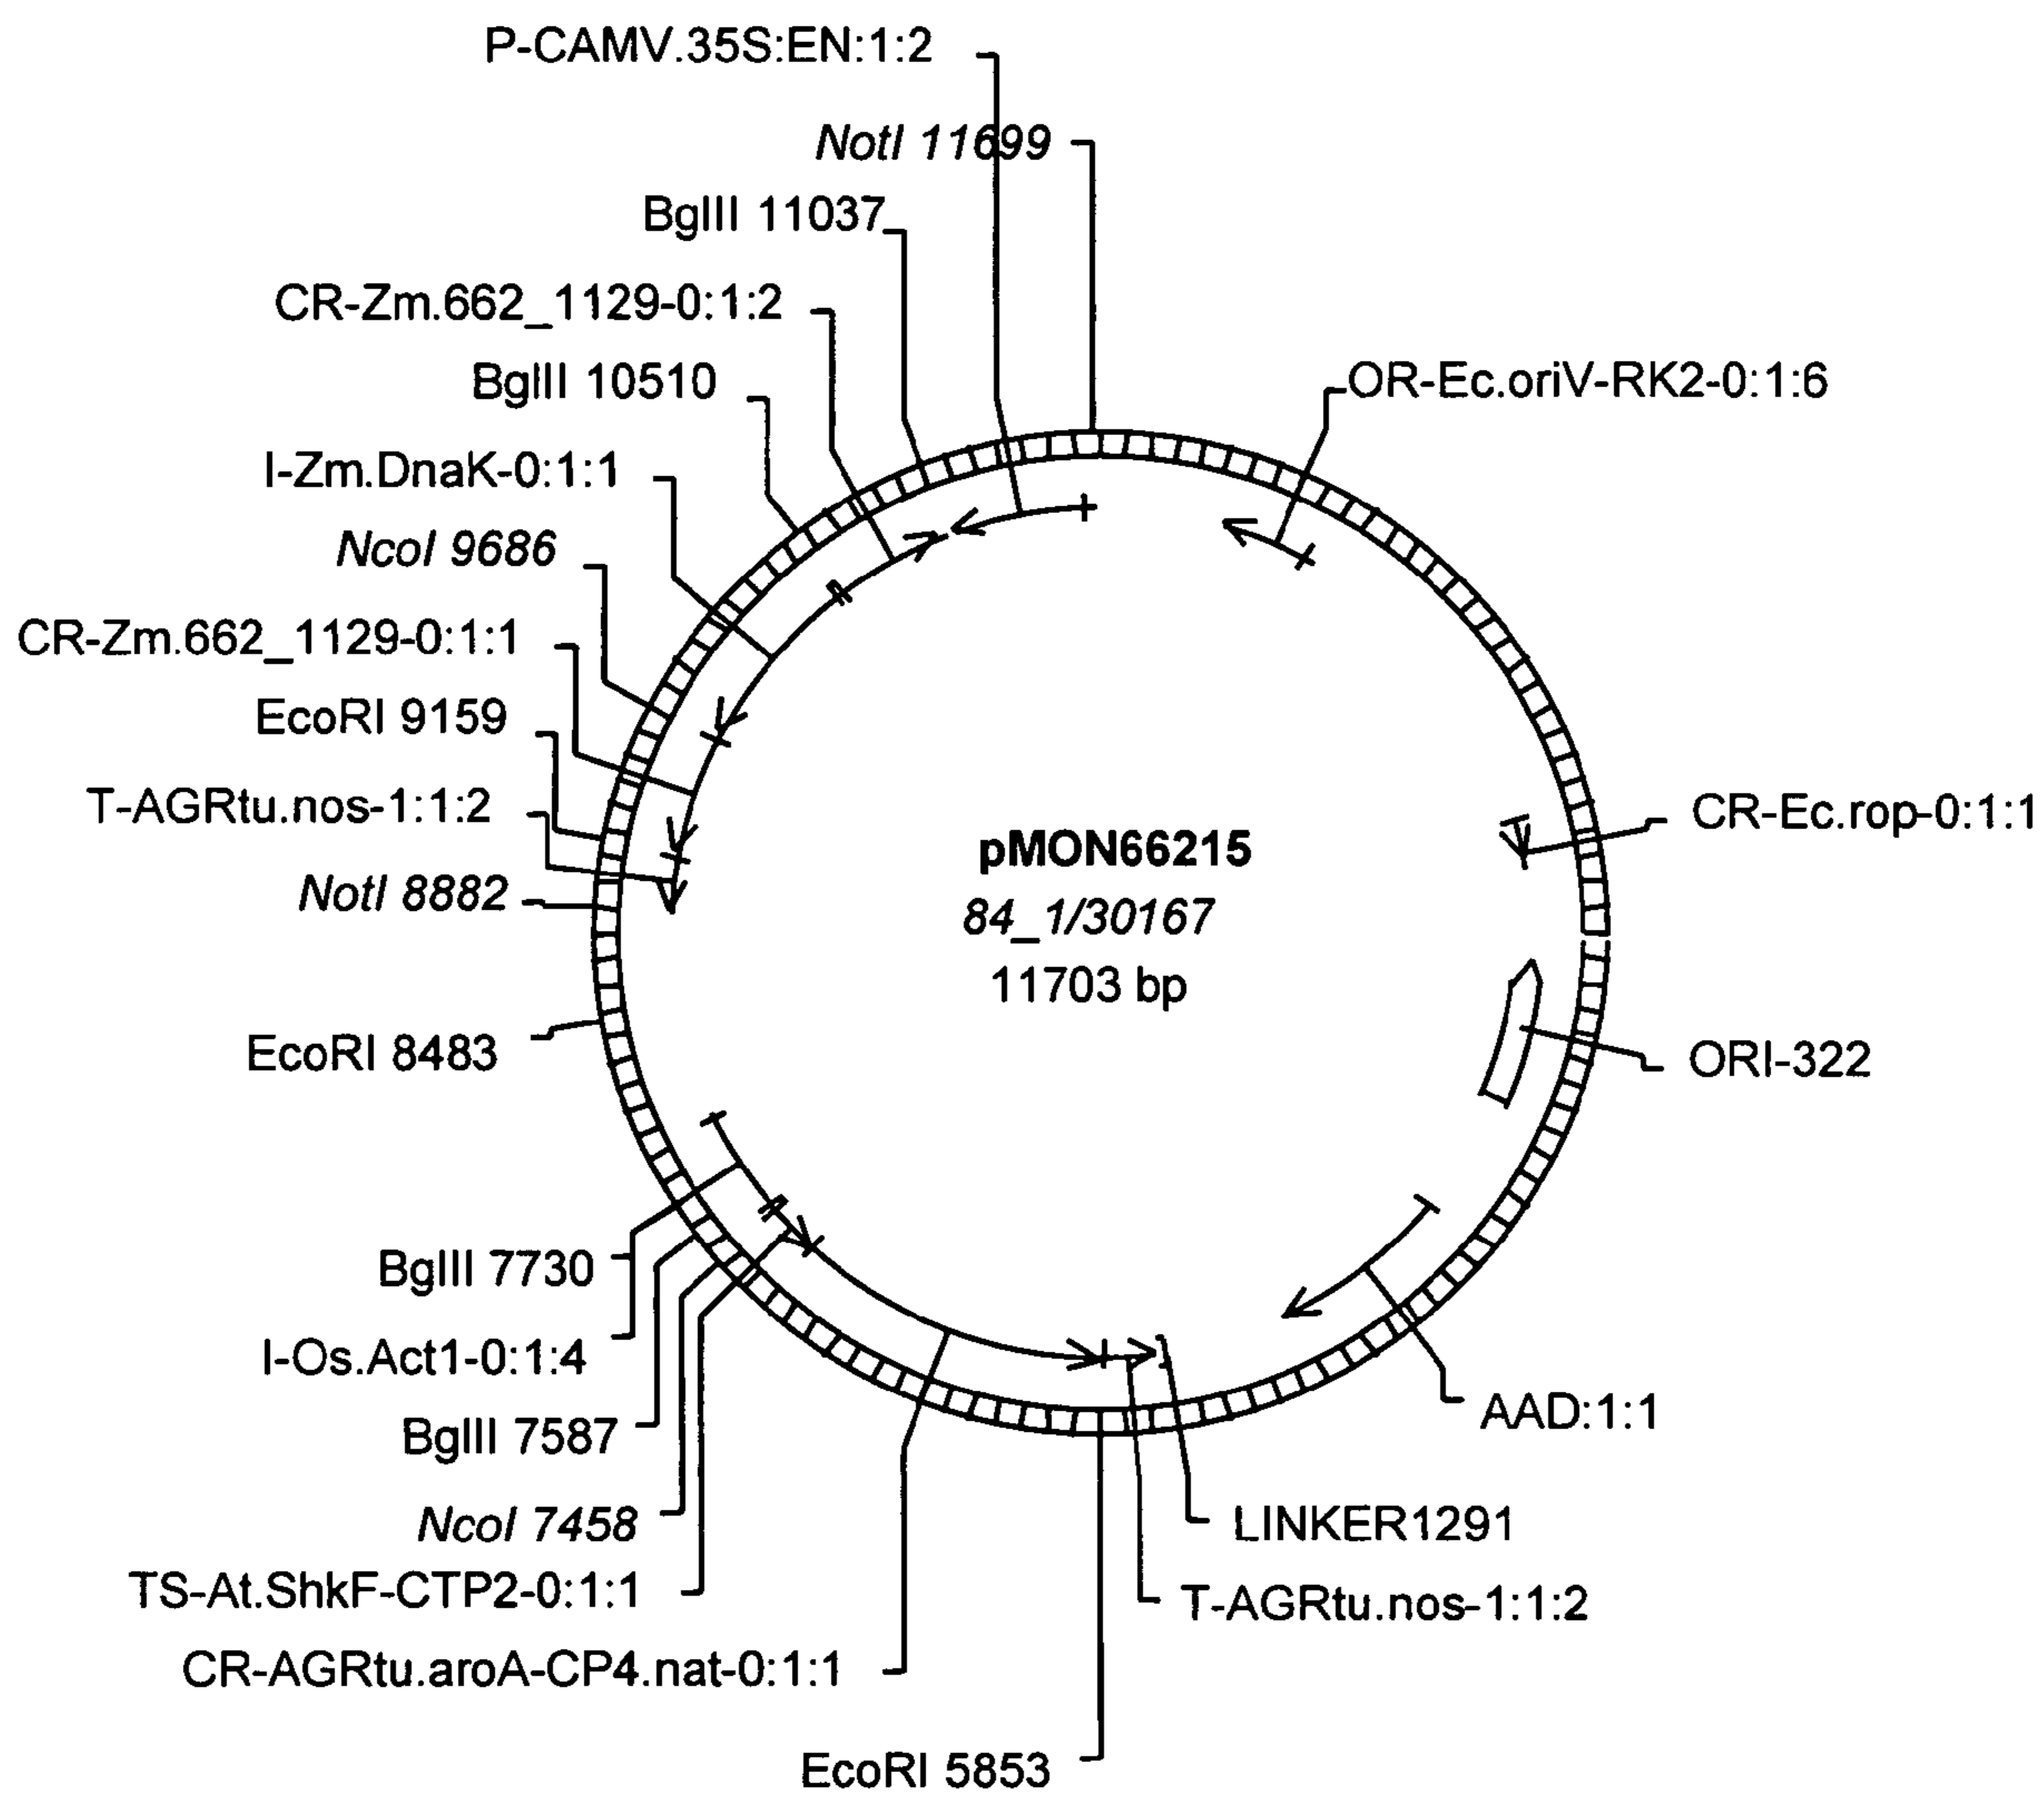 P-CAMV.35S:EN:1:2
NotI 11699
BglII 11037
CR-Zm.662_1129-0:1:2
BglII 10510
I-Zm.DnaK-0:1:1
NcoI 9686
CR-Zm.662_1129-0:1:1
EcoRI 9159
T-AGRtu.nos-1:1:2
NotI 8882
EcoRI 8483
BglII 7730
I-Os.Act1-0:1:4
BglII 7587
NcoI 7458
TS-At.ShkF-CTP2-0:1:1
CR-AGRtu.aroA-CP4.nat-0:1:1
EcoRI 5853
OR-Ec.oriV-RK2-0:1:6
CR-Ec.rop-0:1:1
ORI-322
AAD:1:1
LINKER1291
T-AGRtu.nos-1:1:2
pMON66215
84_1/30167
11703 bp